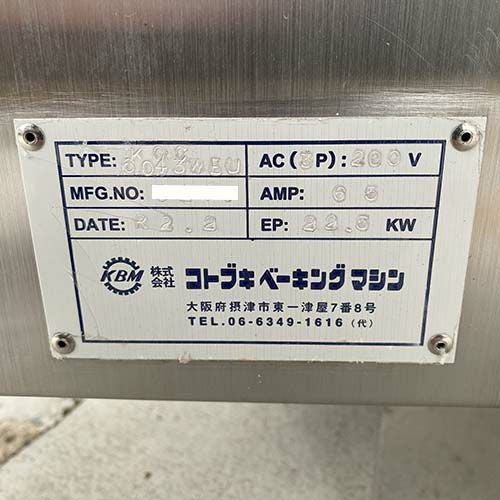 TYPE: AC(3P): 200 V
MFG.NO: AMP: 65
DATE: K2.2 EP: 22.5 KW
KBM 株式会社 コトブキベーキングマシン
大阪府摂津市東一津屋7番8号
TEL.06-6349-1616(代)